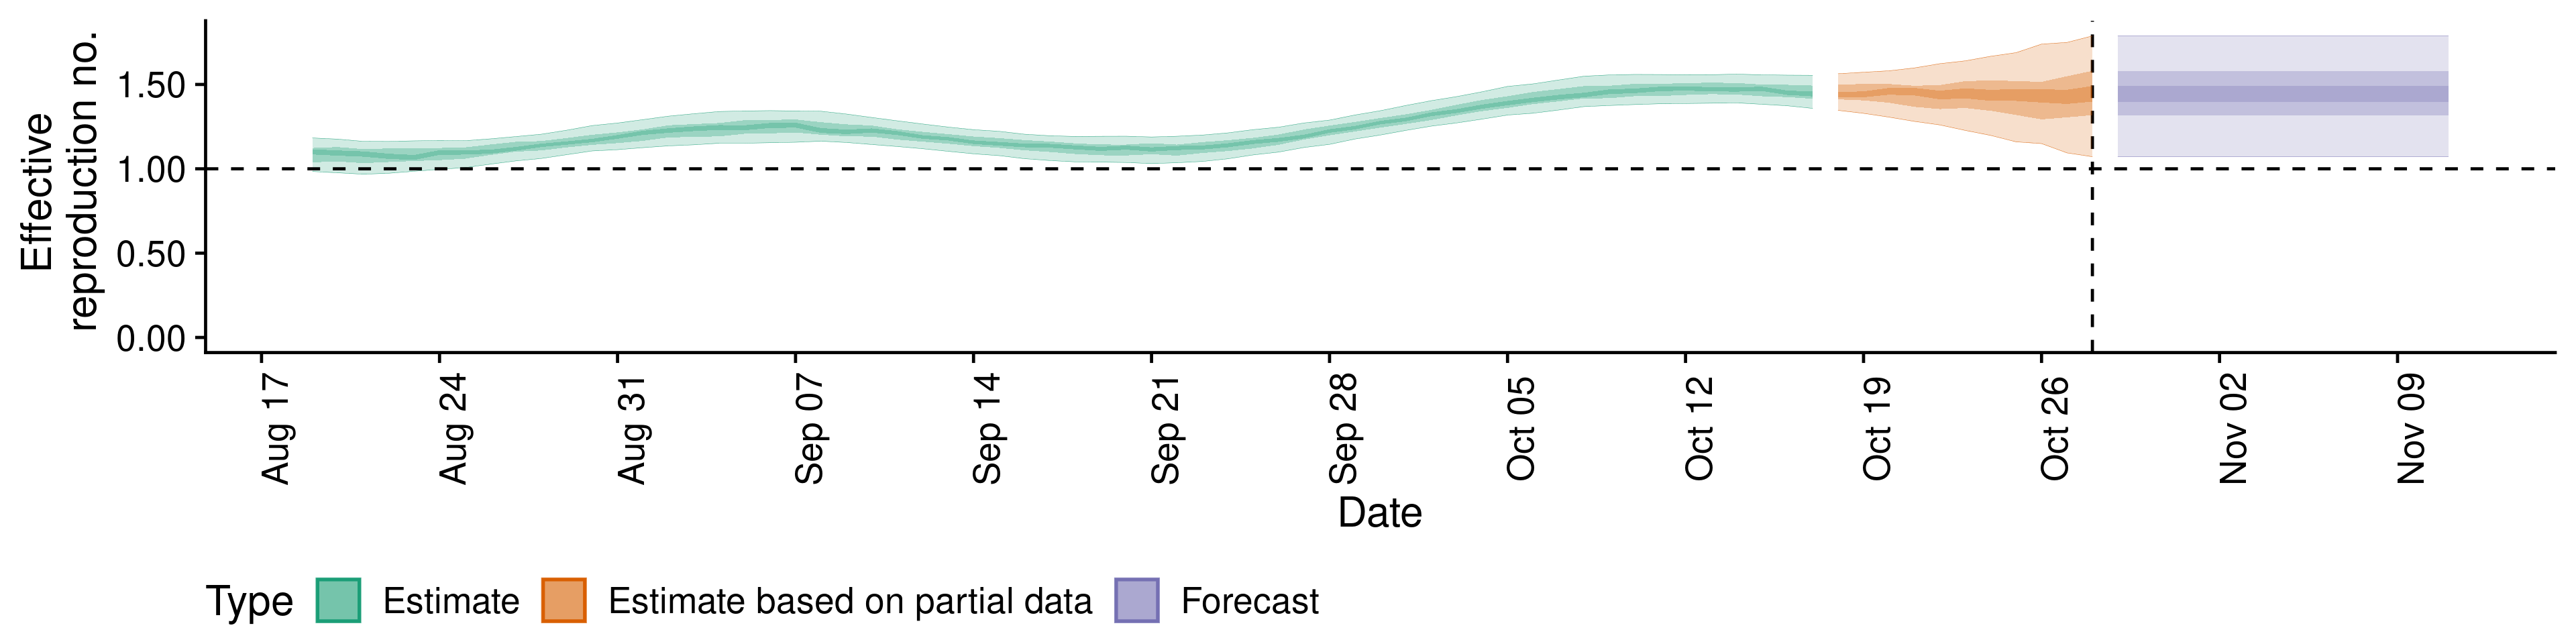 Effective
reproduction no.
1.50
1.00
0.50
0.00
Aug 17
Aug 24
Aug 31
Sep 07
Sep 14
Sep 21
Sep 28
Oct 05
Oct 12
Oct 19
Oct 26
Nov 02
Nov 09
Date
Type Estimate Estimate based on partial data Forecast